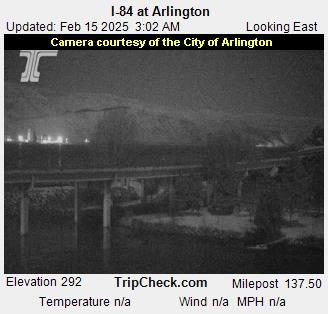 I-84 at Arlington
Updated: Feb 15 2025 3:02 AM Looking East
Camera courtesy of the City of Arlington
Elevation 292 TripCheck.com Milepost 137.50
Temperature n/a Wind n/a MPH n/a